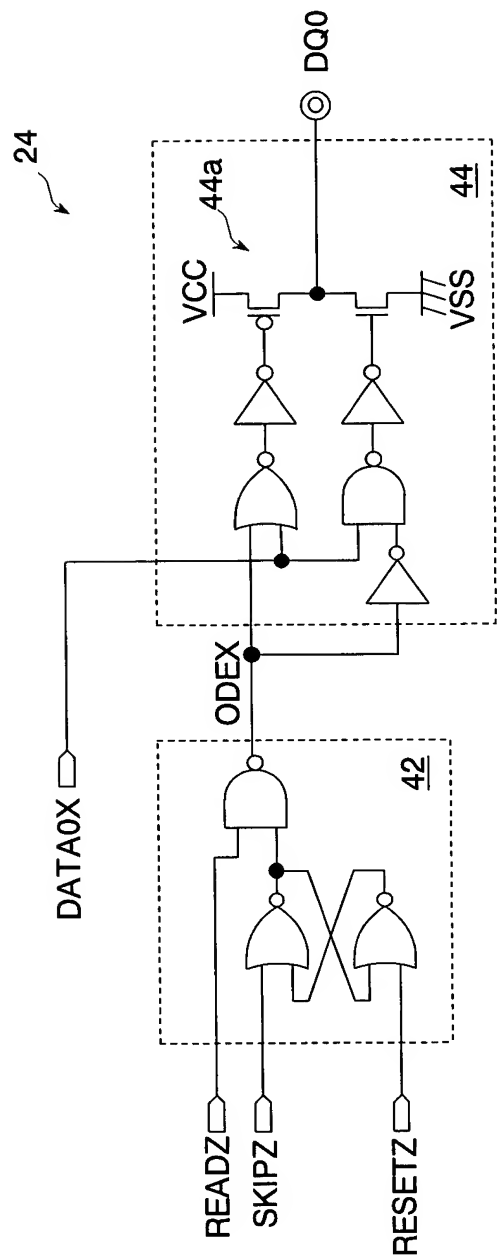 24
DATA0X
READZ
SKIPZ
RESETZ
42
ODEX
44
44a
VCC
VSS
DQ0